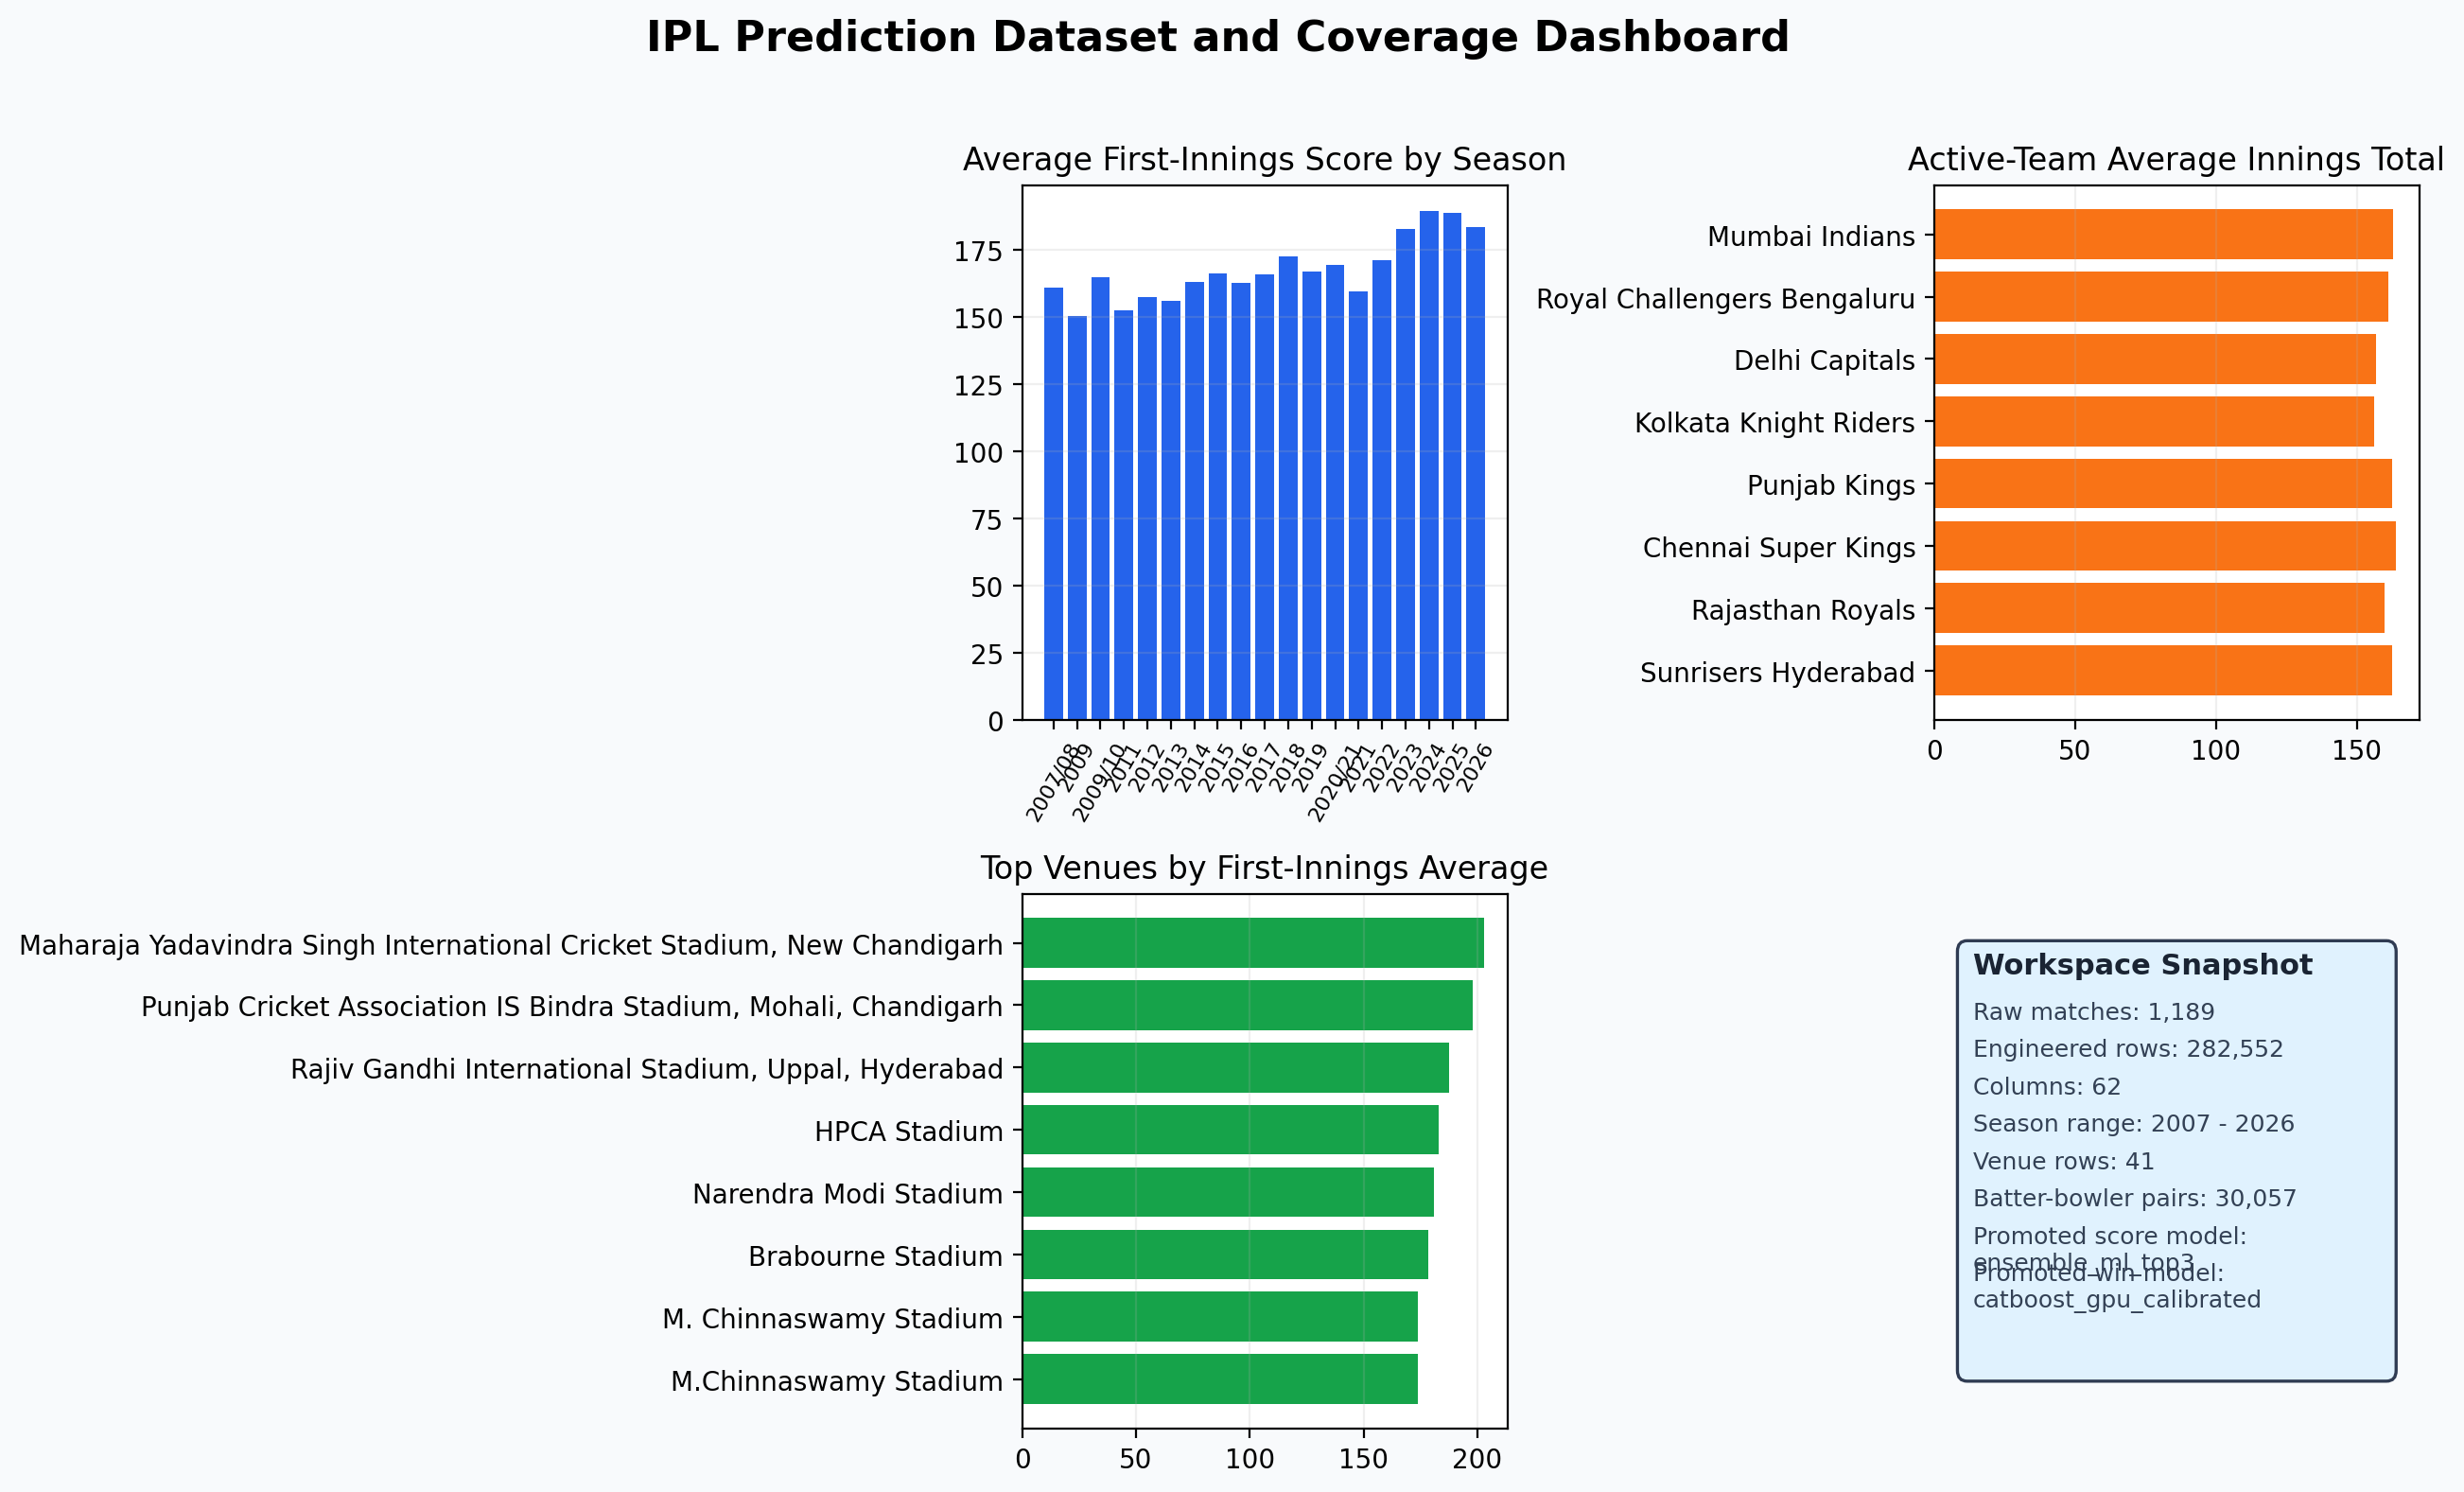 IPL Prediction Dataset and Coverage Dashboard
Average First-Innings Score by Season
175
150
125
100
75
50
25
0
2007/08
2009
2009/10
2011
2012
2013
2014
2015
2016
2017
2018
2019
2020/21
2021
2022
2023
2024
2025
2026
Active-Team Average Innings Total
Mumbai Indians
Royal Challengers Bengaluru
Delhi Capitals
Kolkata Knight Riders
Punjab Kings
Chennai Super Kings
Rajasthan Royals
Sunrisers Hyderabad
0 50 100 150
Top Venues by First-Innings Average
Maharaja Yadavindra Singh International Cricket Stadium, New Chandigarh
Punjab Cricket Association IS Bindra Stadium, Mohali, Chandigarh
Rajiv Gandhi International Stadium, Uppal, Hyderabad
HPCA Stadium
Narendra Modi Stadium
Brabourne Stadium
M. Chinnaswamy Stadium
M.Chinnaswamy Stadium
0 50 100 150 200
Workspace Snapshot
Raw matches: 1,189
Engineered rows: 282,552
Columns: 62
Season range: 2007 - 2026
Venue rows: 41
Batter-bowler pairs: 30,057
Promoted score model:
ensemble_ml_top3
Promoted win model:
catboost_gpu_calibrated